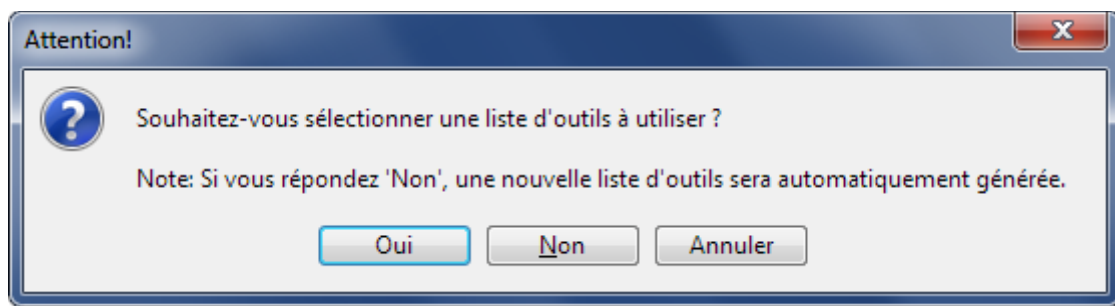 Attention!
Souhaitez-vous sélectionner une liste d'outils à utiliser ?
Note: Si vous répondez 'Non', une nouvelle liste d'outils sera automatiquement générée.
Oui Non Annuler